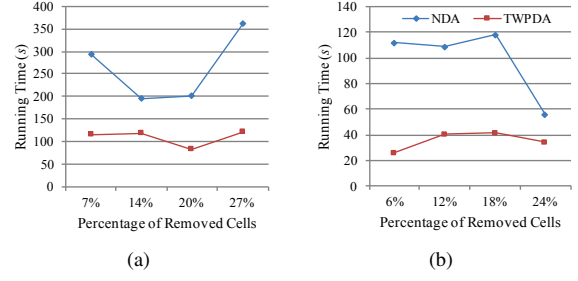 400
350
300
250
200
150
100
50
0
Running Time (s)
7% 14% 20% 27%
Percentage of Removed Cells
(a)
NDA TWPDA
140
120
100
80
60
40
20
0
Running Time (s)
6% 12% 18% 24%
Percentage of Removed Cells
(b)